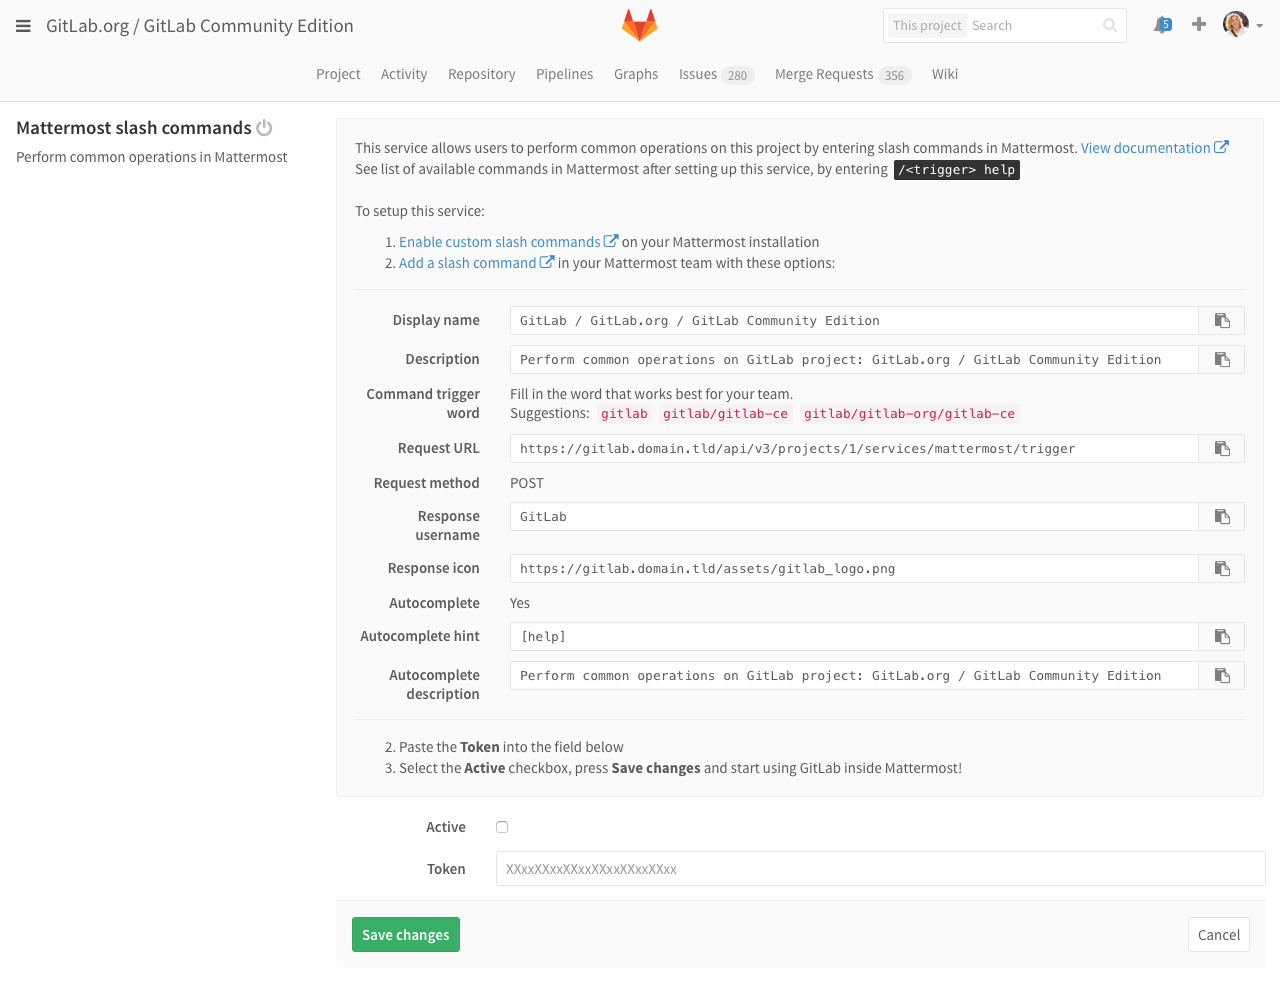 GitLab.org / GitLab Community Edition
This project Search
5
Project Activity Repository Pipelines Graphs Issues 280 Merge Requests 356 Wiki
Mattermost slash commands
Perform common operations in Mattermost
This service allows users to perform common operations on this project by entering slash commands in Mattermost. View documentation
See list of available commands in Mattermost after setting up this service, by entering /<trigger> help
To setup this service:
1. Enable custom slash commands on your Mattermost installation
2. Add a slash command in your Mattermost team with these options:
Display name GitLab / GitLab.org / GitLab Community Edition
Description Perform common operations on GitLab project: GitLab.org / GitLab Community Edition
Command trigger word
Fill in the word that works best for your team.
Suggestions: gitlab gitlab/gitlab-ce gitlab/gitlab-org/gitlab-ce
Request URL https://gitlab.domain.tld/api/v3/projects/1/services/mattermost/trigger
Request method POST
Response username GitLab
Response icon https://gitlab.domain.tld/assets/gitlab_logo.png
Autocomplete Yes
Autocomplete hint [help]
Autocomplete description Perform common operations on GitLab project: GitLab.org / GitLab Community Edition
2. Paste the Token into the field below
3. Select the Active checkbox, press Save changes and start using GitLab inside Mattermost!
Active
Token XXxxXXxxXXxxXXxxXXxxXXxx
Save changes Cancel